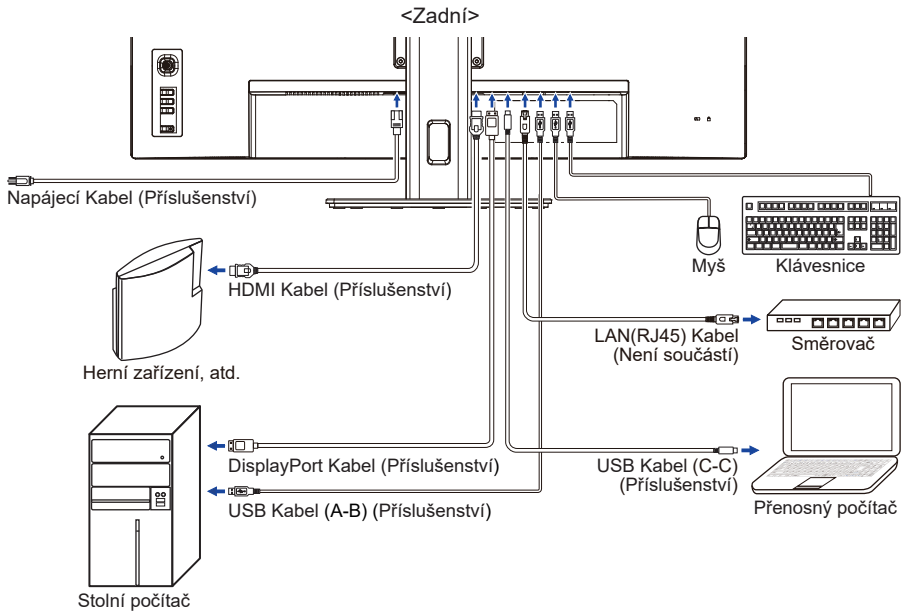 <Zadní>
Napájecí Kabel (Příslušenství)
Myš
Klávesnice
HDMI Kabel (Příslušenství)
LAN(RJ45) Kabel
(Není součástí)
Směrovač
Herní zařízení, atd.
DisplayPort Kabel (Příslušenství)
USB Kabel (C-C)
(Příslušenství)
USB Kabel (A-B) (Příslušenství)
Přenosný počítač
Stolní počítač